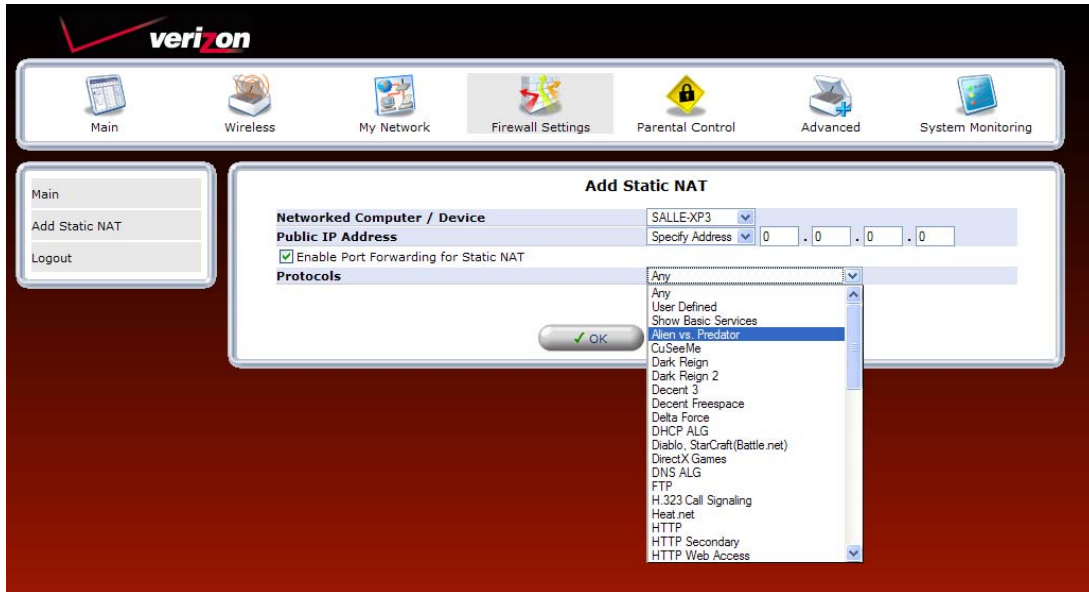 verizon
Main
Wireless
My Network
Firewall Settings
Parental Control
Advanced
System Monitoring
Main
Add Static NAT
Logout
Add Static NAT
Networked Computer / Device SALLE-XP3
Public IP Address Specify Address 0 . 0 . 0 . 0
Enable Port Forwarding for Static NAT
Protocols Any
Any
User Defined
Show Basic Services
Alien vs. Predator
CuSeeMe
Dark Reign
Dark Reign 2
Decent 3
Decent Freespace
Delta Force
DHCP ALG
Diablo, StarCraft(Battle.net)
DirectX Games
DNS ALG
FTP
H.323 Call Signaling
Heat.net
HTTP
HTTP Secondary
HTTP Web Access
OK